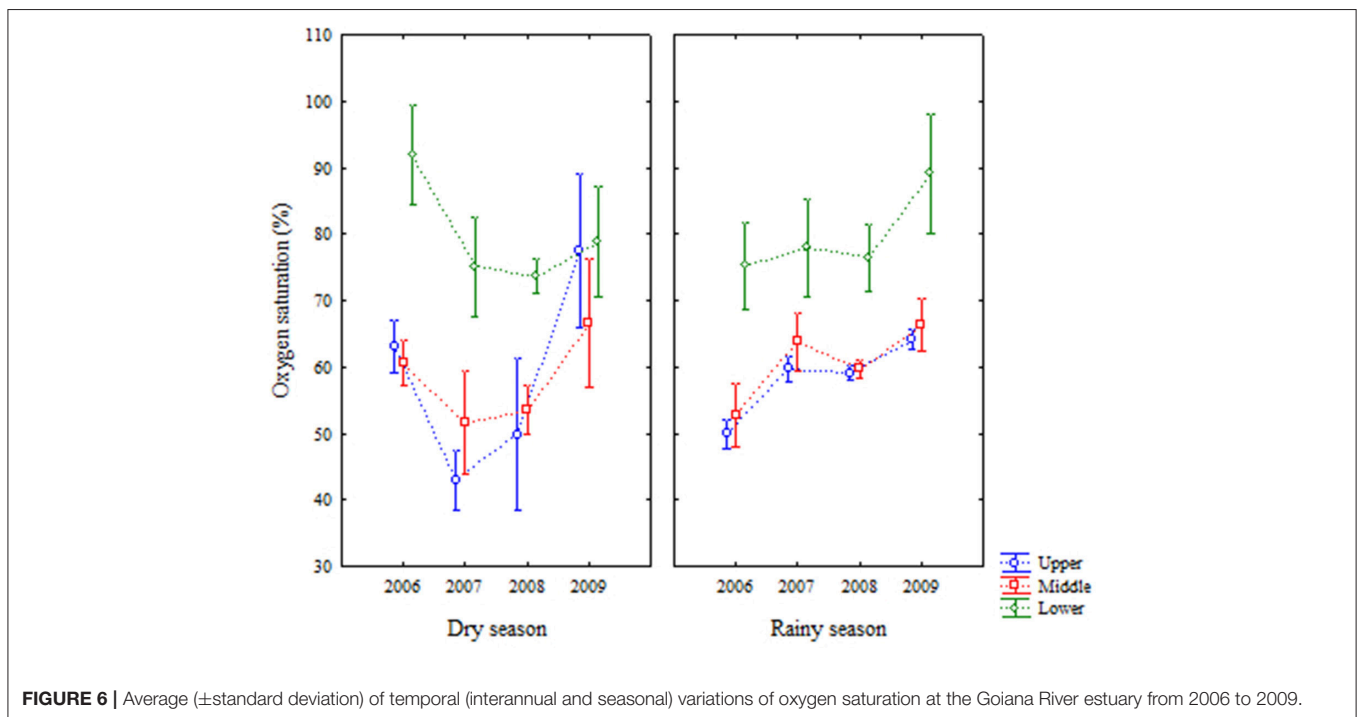 110
100
90
80
70
60
50
40
30
Oxygen saturation (%)
2006 2007 2008 2009
Dry season
2006 2007 2008 2009
Rainy season
Upper
Middle
Lower
FIGURE 6 | Average (±standard deviation) of temporal (interannual and seasonal) variations of oxygen saturation at the Goiana River estuary from 2006 to 2009.